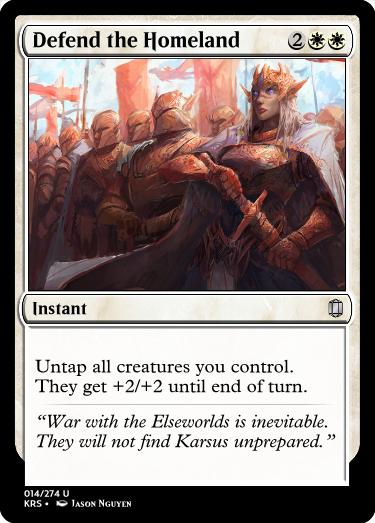 Defend the Homeland 2
Instant
Untap all creatures you control.
They get +2/+2 until end of turn.
“War with the Elseworlds is inevitable.
They will not find Karsus unprepared.”
014/274 U
KRS • Jason Nguyen